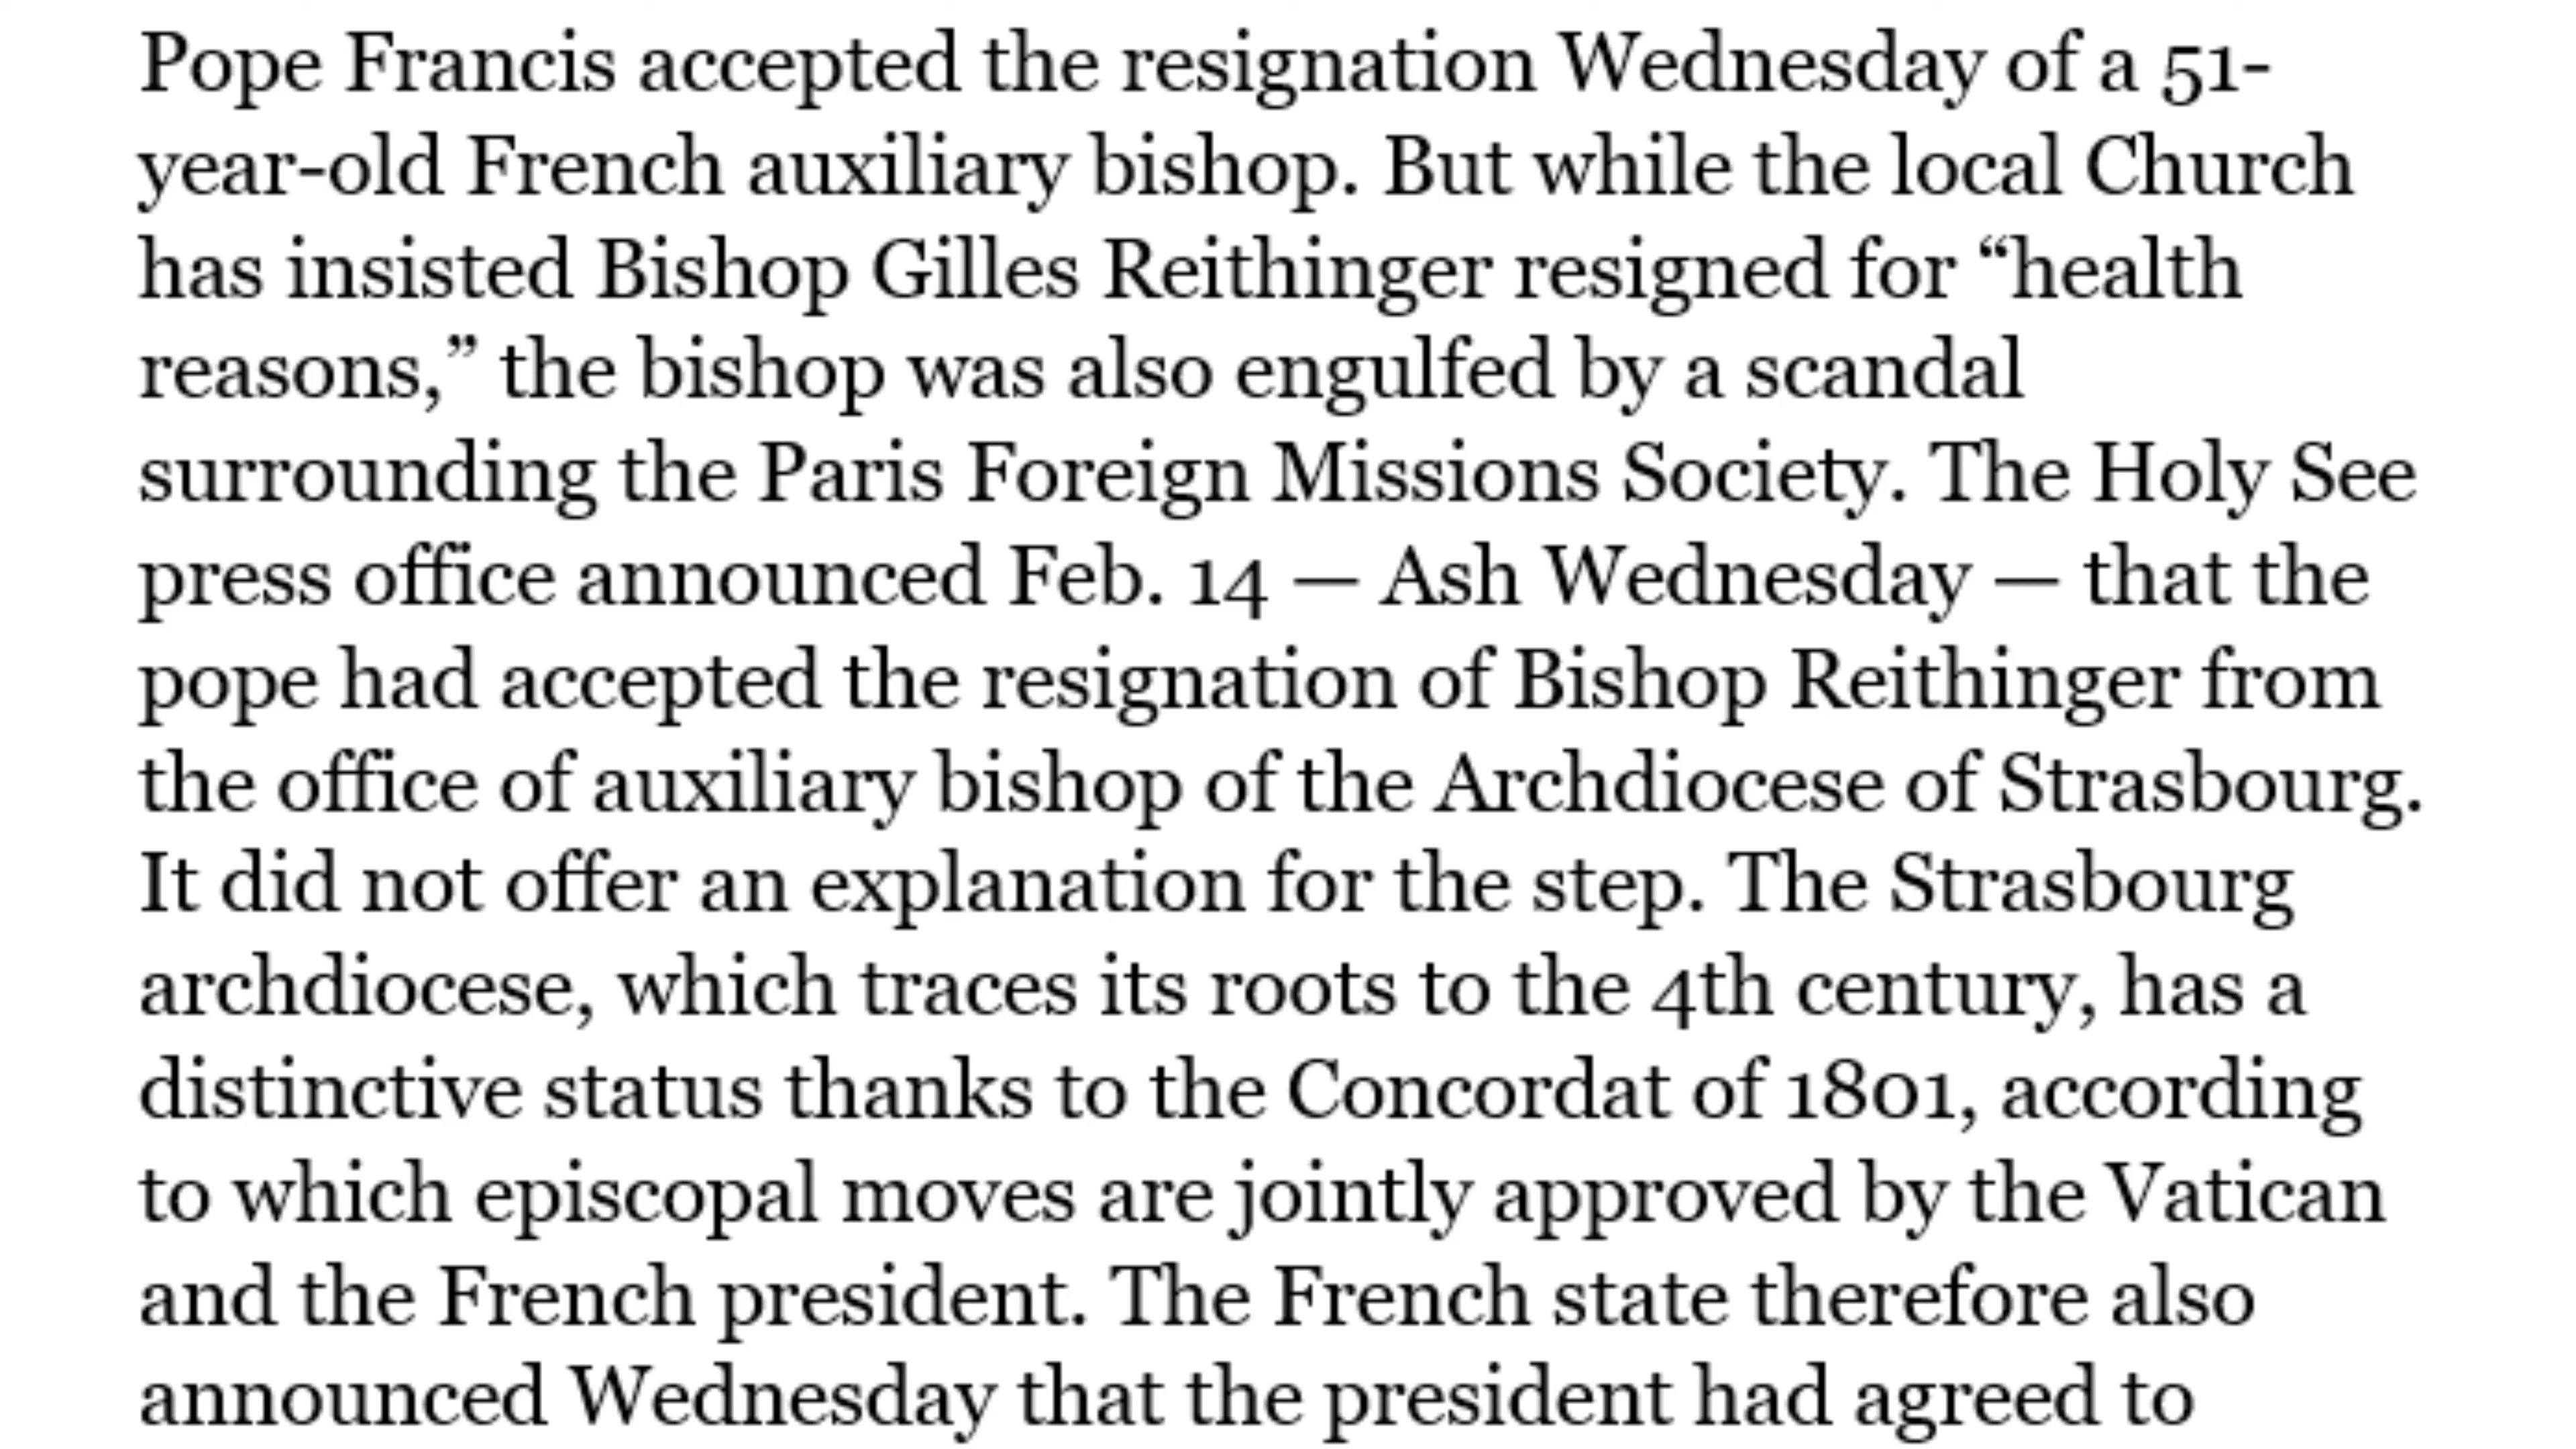 Pope Francis accepted the resignation Wednesday of a 51-
year-old French auxiliary bishop. But while the local Church
has insisted Bishop Gilles Reithinger resigned for “health
reasons,” the bishop was also engulfed by a scandal
surrounding the Paris Foreign Missions Society. The Holy See
press office announced Feb. 14 — Ash Wednesday — that the
pope had accepted the resignation of Bishop Reithinger from
the office of auxiliary bishop of the Archdiocese of Strasbourg.
It did not offer an explanation for the step. The Strasbourg
archdiocese, which traces its roots to the 4th century, has a
distinctive status thanks to the Concordat of 1801, according
to which episcopal moves are jointly approved by the Vatican
and the French president. The French state therefore also
announced Wednesday that the president had agreed to